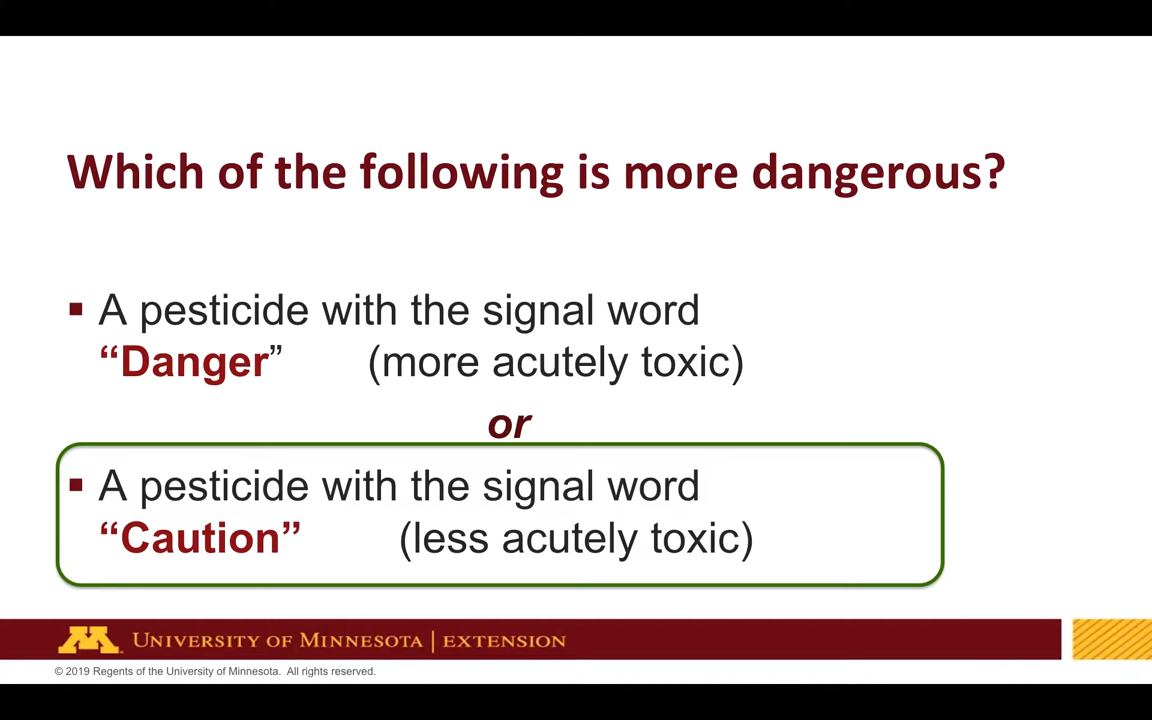 Which of the following is more dangerous?
▪ A pesticide with the signal word
“Danger” (more acutely toxic)
or
▪ A pesticide with the signal word
“Caution” (less acutely toxic)
M UNIVERSITY OF MINNESOTA | EXTENSION
© 2019 Regents of the University of Minnesota. All rights reserved.